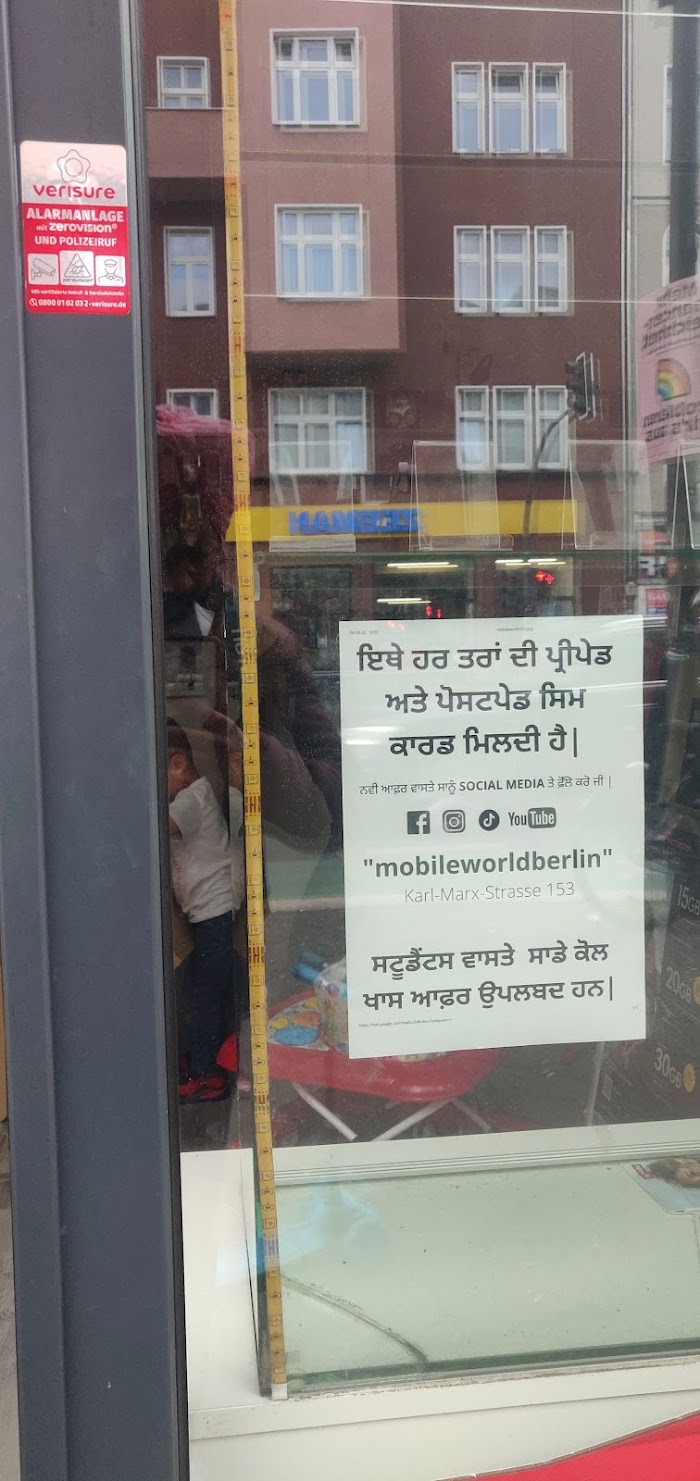 verisure
ALARMANLAGE
mit zerovision®
UND POLIZEIRUF
zerovision
0800 01 02 03 2 • verisure.de
ਇਥੇ ਹਰ ਤਰਾਂ ਦੀ ਪ੍ਰੀਪੇਡ
ਅਤੇ ਪੋਸਟਪੇਡ ਸਿਮ
ਕਾਰਡ ਮਿਲਦੀ ਹੈ|
ਨਵੀ ਆਫ਼ਰ ਵਾਸਤੇ ਸਾਨੂੰ SOCIAL MEDIA ਤੇ ਫ਼ੌਲੋ ਕਰੋ ਜੀ |
YouTube
"mobileworldberlin"
Karl-Marx-Strasse 153
ਸਟੂਡੈਂਟਸ ਵਾਸਤੇ ਸਾਡੇ ਕੋਲ
ਖਾਸ ਆਫ਼ਰ ਉਪਲਬਦ ਹਨ|
15GB
20GB
30GB